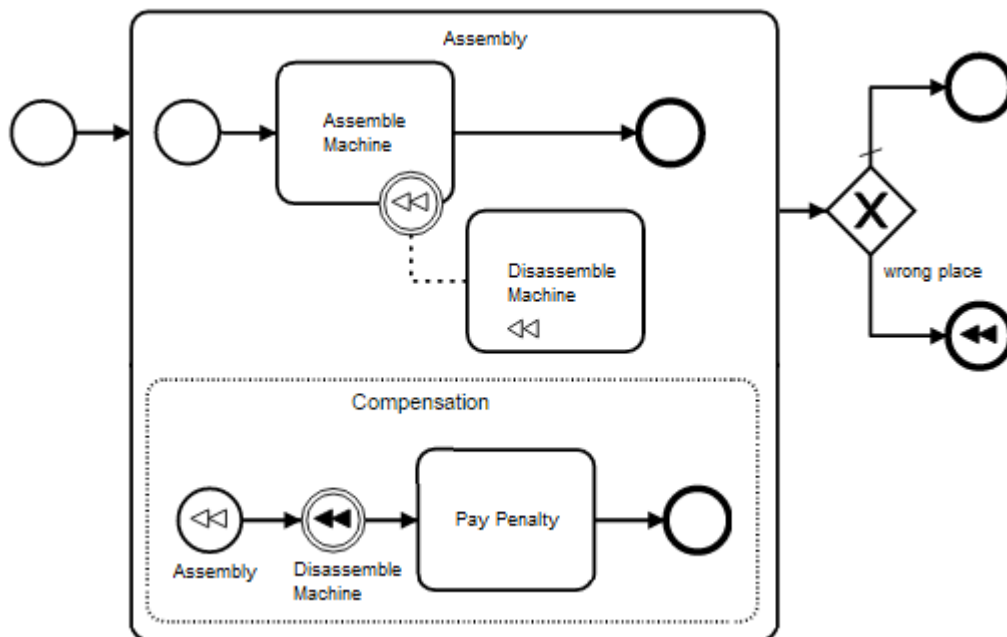 Assembly
Assemble
Machine
Disassemble
Machine
wrong place
Compensation
Pay Penalty
Assembly
Disassemble
Machine